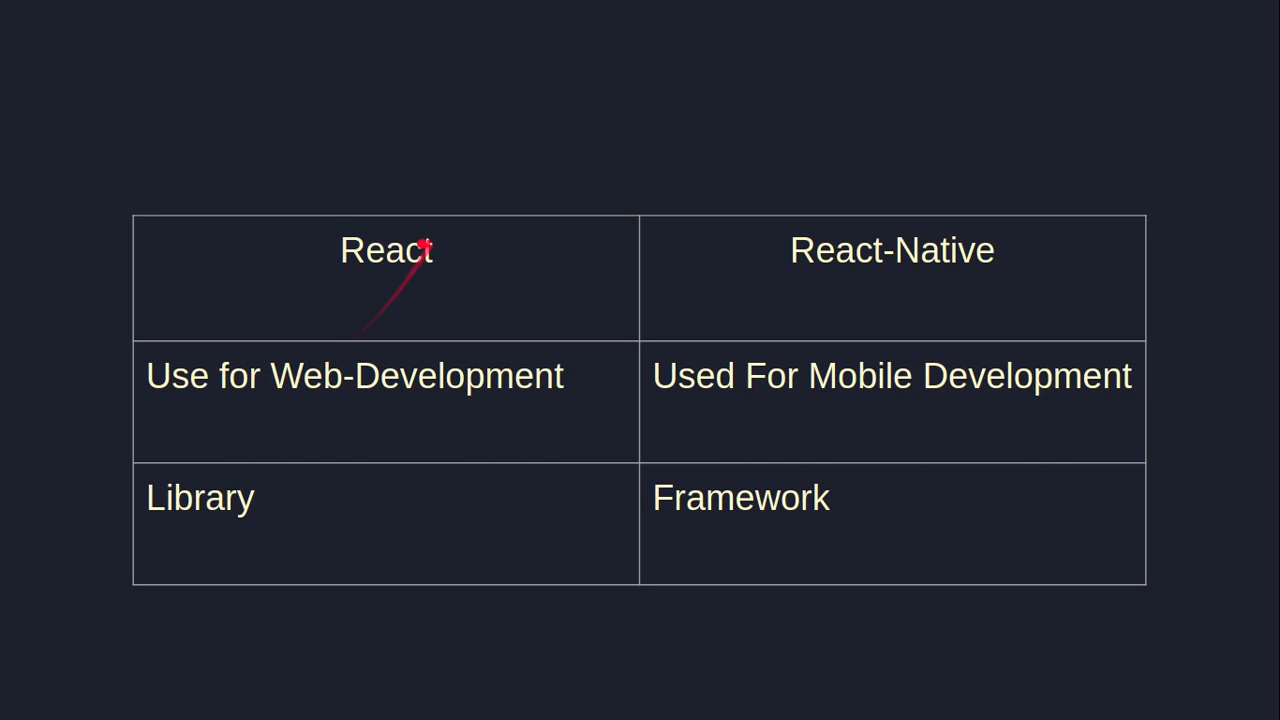 React
React-Native
Use for Web-Development
Used For Mobile Development
Library
Framework